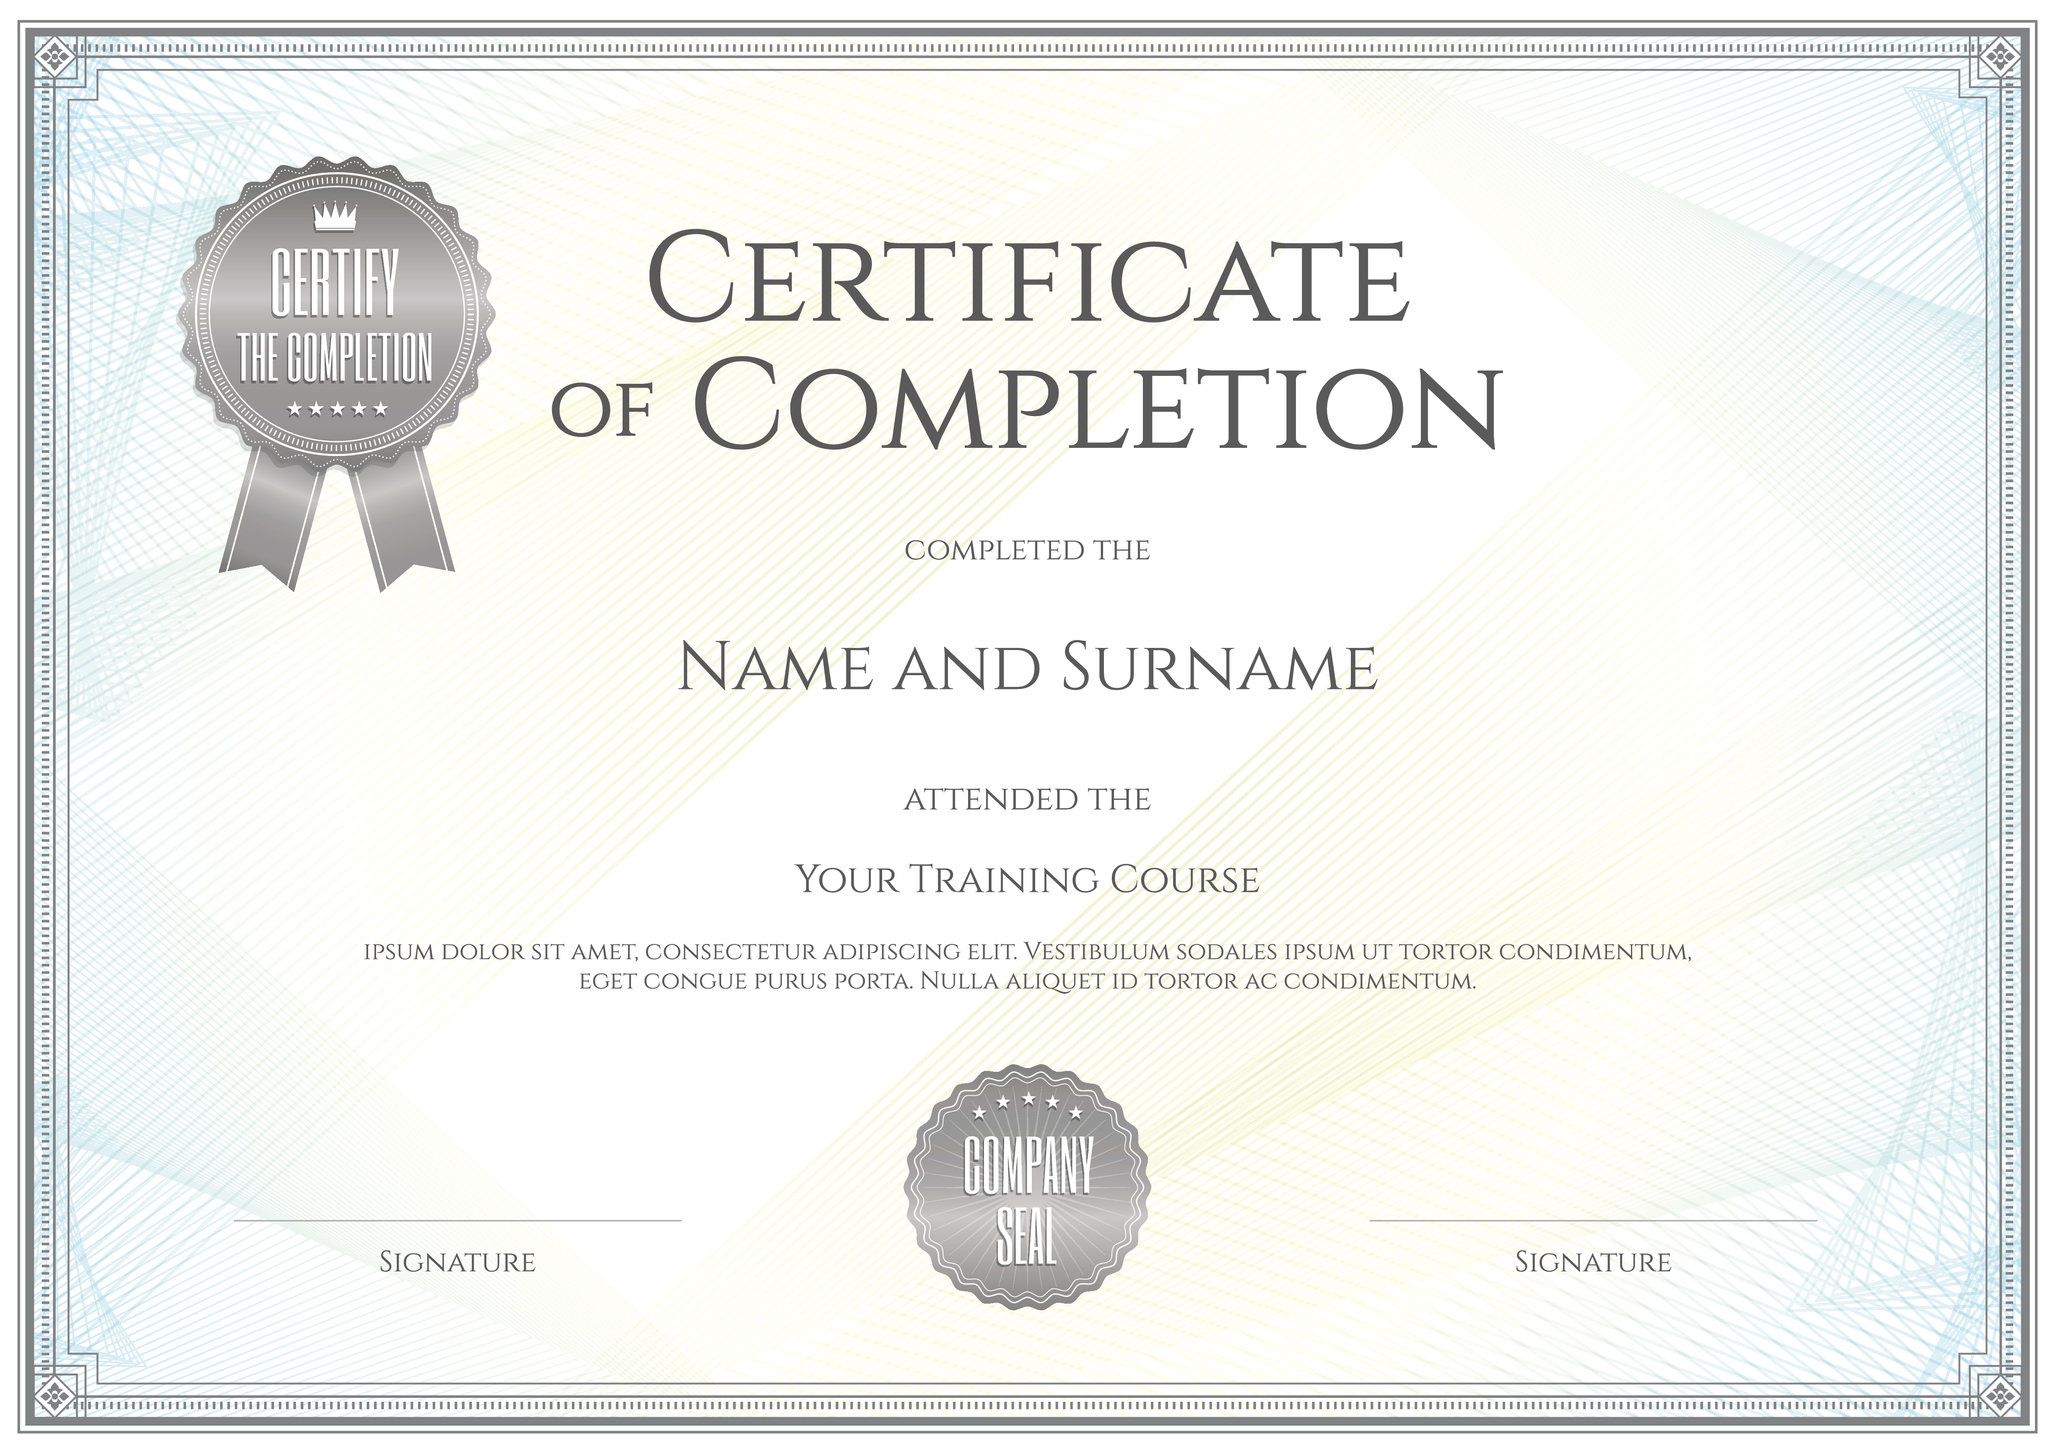 CERTIFY
THE COMPLETION
CERTIFICATE
OF COMPLETION
COMPLETED THE
NAME AND SURNAME
ATTENDED THE
YOUR TRAINING COURSE
IPSUM DOLOR SIT AMET, CONSECTETUR ADIPISCING ELIT. VESTIBULUM SODALES IPSUM UT TORTOR CONDIMENTUM,
EGET CONGUE PURUS PORTA. NULLA ALIQUET ID TORTOR AC CONDIMENTUM.
COMPANY
SEAL
SIGNATURE
SIGNATURE